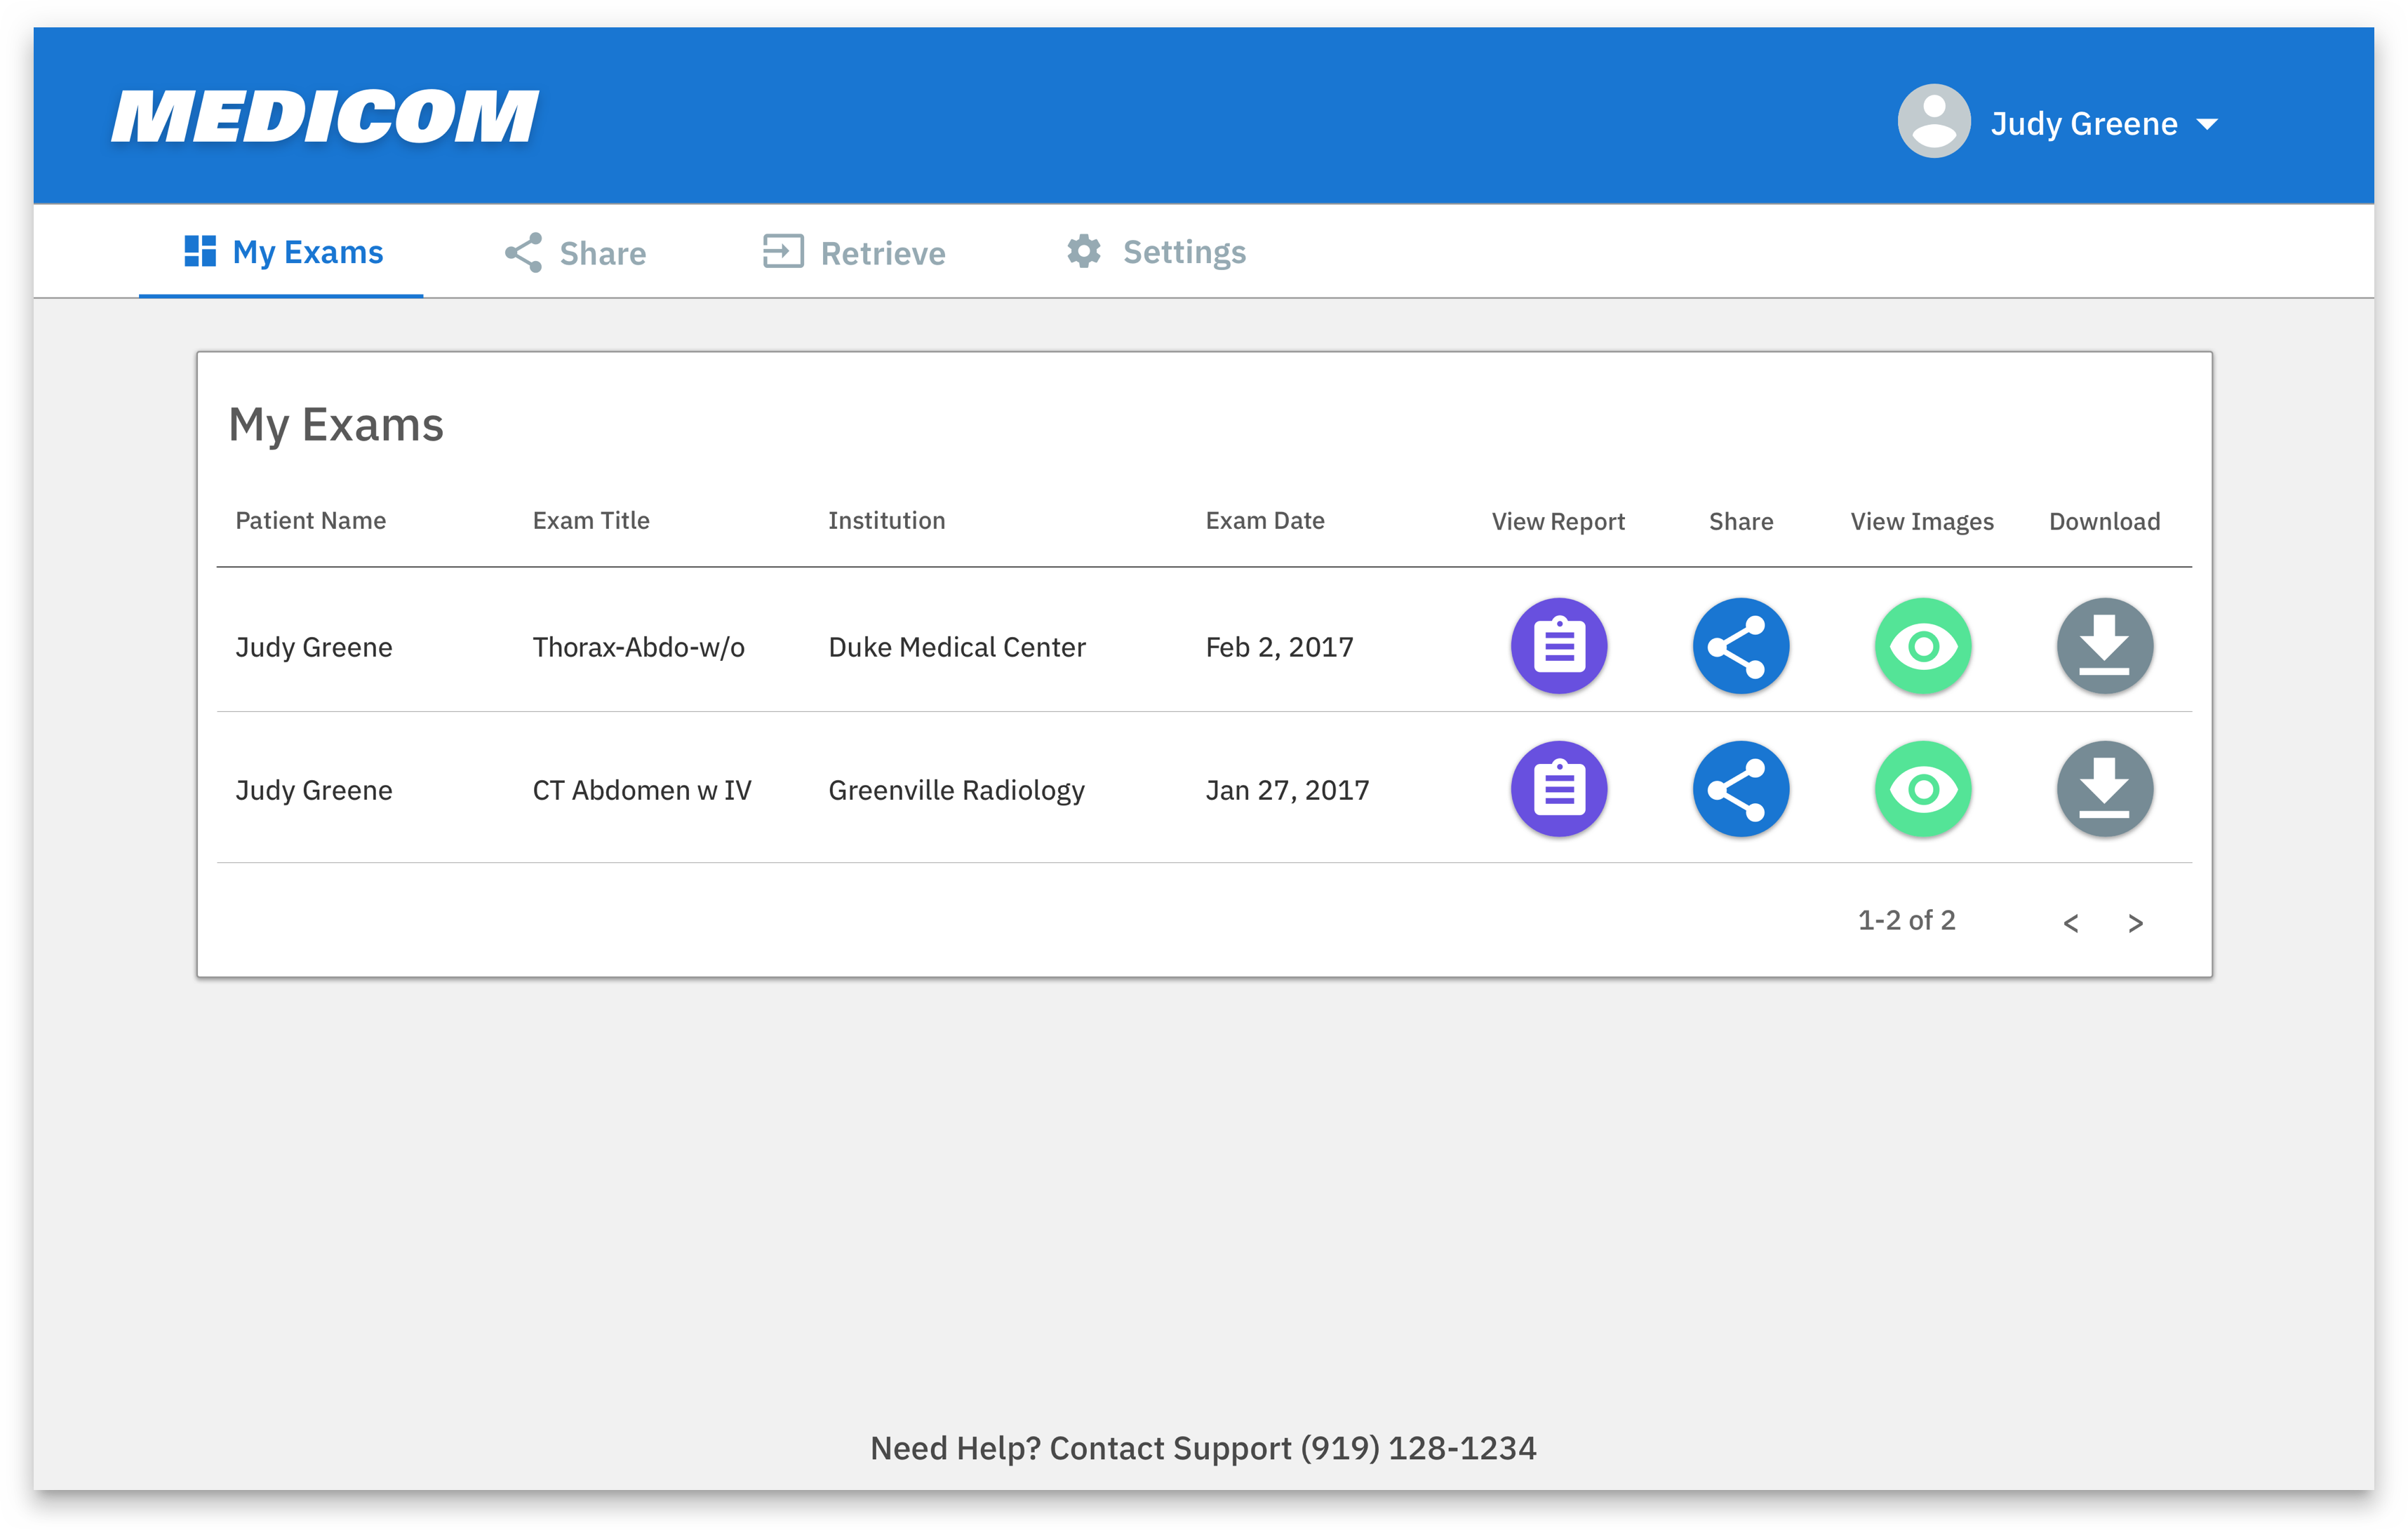 MEDICOM
Judy Greene
My Exams Share Retrieve Settings
My Exams
Patient Name Exam Title Institution Exam Date View Report Share View Images Download
Judy Greene Thorax-Abdo-w/o Duke Medical Center Feb 2, 2017
Judy Greene CT Abdomen w IV Greenville Radiology Jan 27, 2017
1-2 of 2 < >
Need Help? Contact Support (919) 128-1234